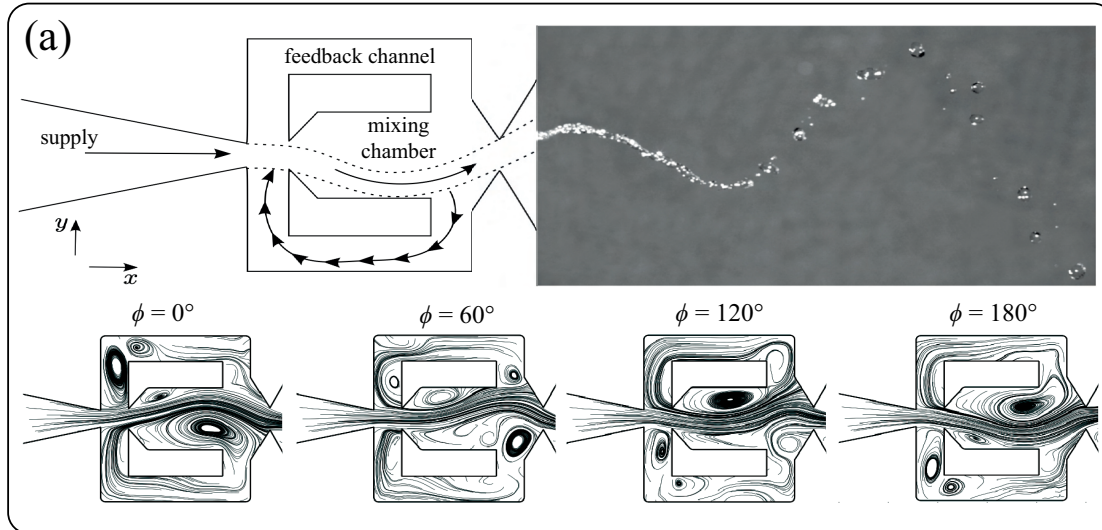 (a)
feedback channel
supply
mixing
chamber
y
x
ϕ = 0°
ϕ = 60°
ϕ = 120°
ϕ = 180°